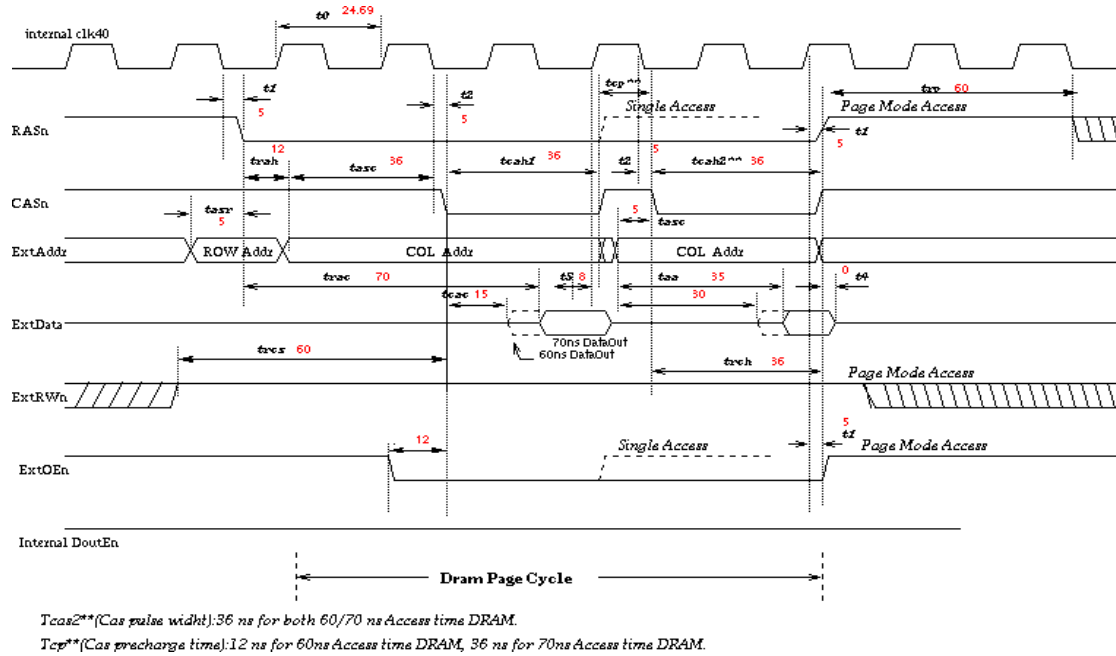 t0 24.69
internal clk40
t1 t2 tcp** trp 60
5 5 Single Access Page Mode Access
RASn t1
12 5 5
trah tasc 36 tcah1 36 t2 tcah2** 36
CASn
tasr 5 5 tasc
ExtAddr ROW Addr COL Addr COL Addr
trac 70 t5 8 taa 35 0 t4
tcac 15 30
ExtData
70ns DataOut
60ns DataOut
trcs 60 trch 36
Page Mode Access
ExtRWn
5
12 Single Access t1
ExtOEn Page Mode Access
Internal DoutEn
Dram Page Cycle
Tcas2**(Cas pulse widht):36 ns for both 60/70 ns Access time DRAM.
Tcp**(Cas precharge time):12 ns for 60ns Access time DRAM, 36 ns for 70ns Access time DRAM.